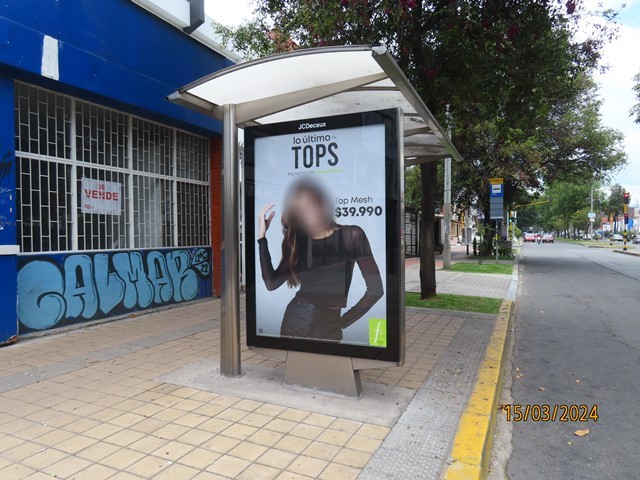 JCDecaux
lo último en
TOPS
Top Mesh
$39.990
f.
SE
VENDE
CALMAR
15/03/2024